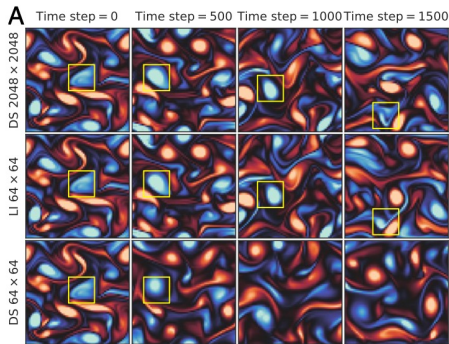 A
Time step = 0 Time step = 500 Time step = 1000 Time step = 1500
DS 2048 × 2048
LI 64 × 64
DS 64 × 64